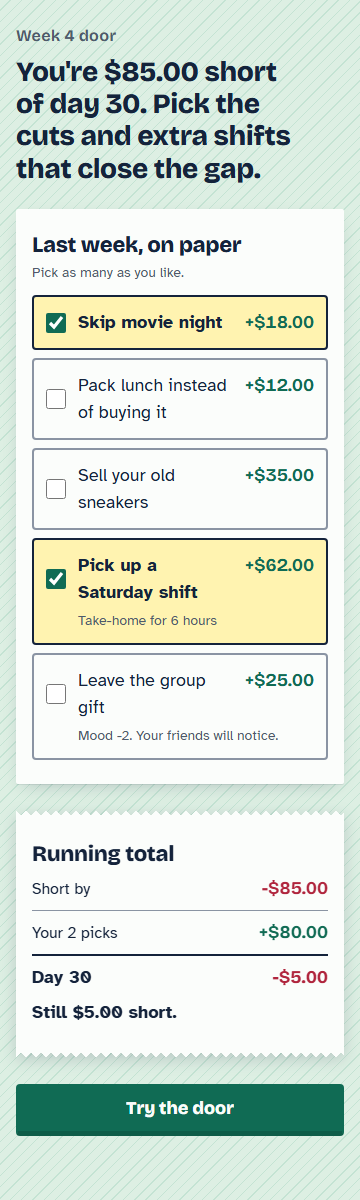 Week 4 door
You're $85.00 short
of day 30. Pick the
cuts and extra shifts
that close the gap.
Last week, on paper
Pick as many as you like.
Skip movie night +$18.00
Pack lunch instead +$12.00
of buying it
Sell your old +$35.00
sneakers
Pick up a +$62.00
Saturday shift
Take-home for 6 hours
Leave the group +$25.00
gift
Mood -2. Your friends will notice.
Running total
Short by -$85.00
Your 2 picks +$80.00
Day 30 -$5.00
Still $5.00 short.
Try the door